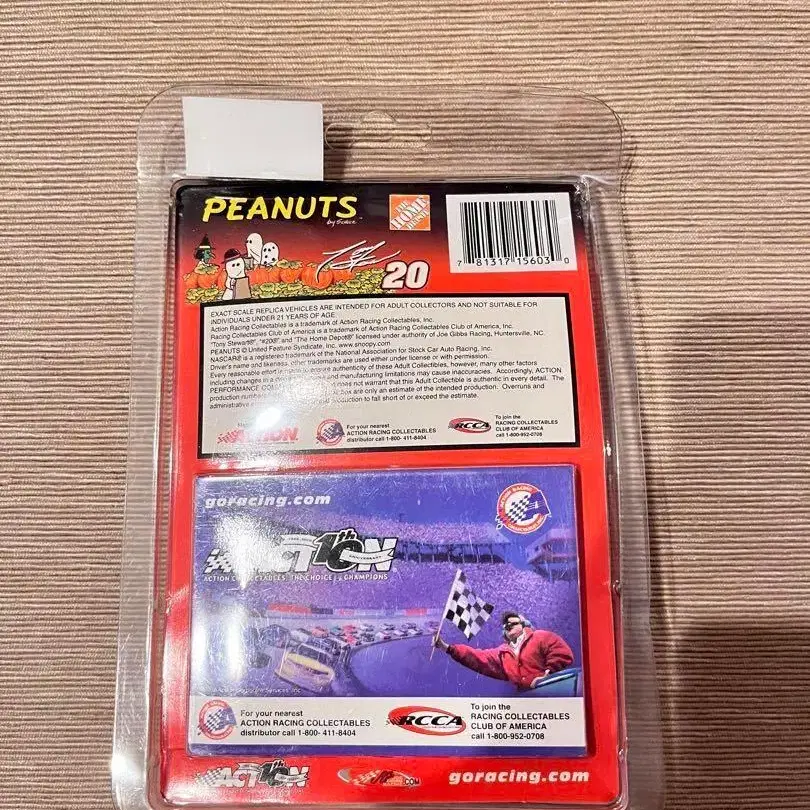 PEANUTS
by Schulz
THE HOME DEPOT
20
7 81317 15603 0
EXACT SCALE REPLICA VEHICLES ARE INTENDED FOR ADULT COLLECTORS AND NOT SUITABLE FOR
INDIVIDUALS UNDER 21 YEARS OF AGE.
Action Racing Collectables is a trademark of Action Racing Collectables, Inc.
Racing Collectables Club of America is a trademark of Action Racing Collectables Club of America, Inc.
"Tony Stewart®", "#20®" and "The Home Depot®" licensed under authority of Joe Gibbs Racing, Huntersville, NC.
PEANUTS © United Feature Syndicate, Inc. www.snoopy.com
NASCAR® is a registered trademark of the National Association for Stock Car Auto Racing, Inc.
Driver's name and likeness, other trademarks are used either under license or with permission.
Every reasonable effort is made to ensure authenticity of these Adult Collectibles, however, many other factors
including changes in a and manufacturing limitations may cause inaccuracies. Accordingly, ACTION
PERFORMANCE does not warrant that this Adult Collectible is authentic in every detail. The
production number are only an estimate of the intended production. Overruns and
administrative production to fall short of or exceed the estimate.
For your nearest
ACTION RACING COLLECTABLES
distributor call 1-800- 411-8404
RCCA
To join the
RACING COLLECTABLES
CLUB OF AMERICA
call 1-800-952-0708
goracing.com
ACTION 10th
ANNIVERSARY
ACTION COLLECTABLES: THE CHOICE of CHAMPIONS
For your nearest
ACTION RACING COLLECTABLES
distributor call 1-800- 411-8404
RCCA
To join the
RACING COLLECTABLES
CLUB OF AMERICA
call 1-800-952-0708
ACTION
goracing.com